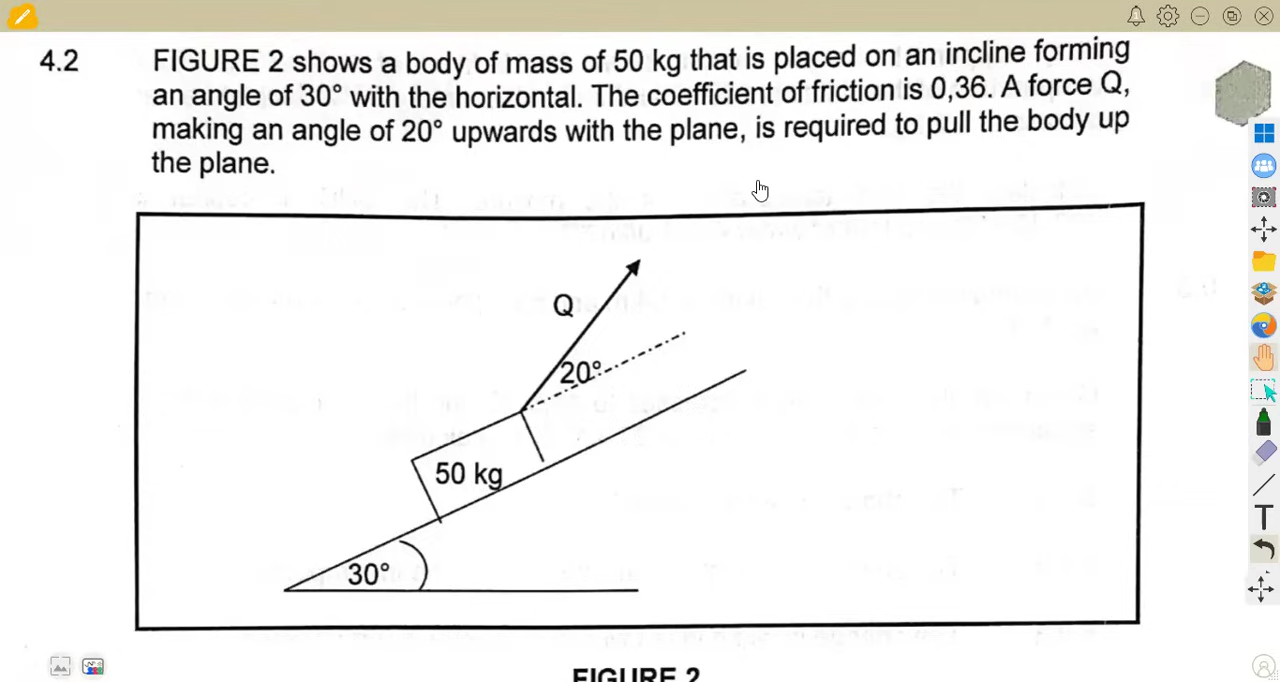 4.2 FIGURE 2 shows a body of mass of 50 kg that is placed on an incline forming
an angle of 30° with the horizontal. The coefficient of friction is 0,36. A force Q,
making an angle of 20° upwards with the plane, is required to pull the body up
the plane.
Q
20°
50 kg
30°
FIGURE 2
T